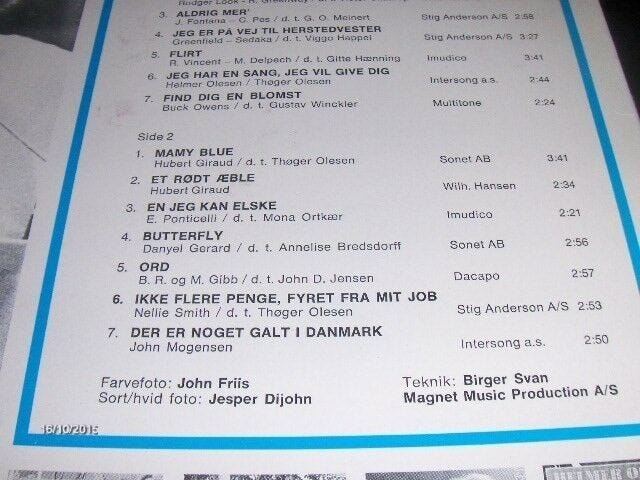 3. ALDRIG MER'
J. Fontana – C. Pes / d. t. G. O. Meinert Stig Anderson A/S 2:58
4. JEG ER PÅ VEJ TIL HERSTEDVESTER
Greenfield – Sedaka / d. t. Viggo Happel Stig Anderson A/S 3:27
5. FLIRT
R. Vincent – M. Delpech / d. t. Gitte Hænning Imudico 3:18
6. JEG HAR EN SANG, JEG VIL GIVE DIG
Helmer Olesen / Thøger Olesen Intersong a.s. 2:44
7. FIND DIG EN BLOMST
Buck Owens / d. t. Gustav Winckler Multitone 2:24
Side 2
1. MAMY BLUE
Hubert Giraud / d. t. Thøger Olesen Sonet AB 3:41
2. ET RØDT ÆBLE
Hubert Giraud Wilh. Hansen 2:34
3. EN JEG KAN ELSKE
E. Ponticelli / d. t. Mona Ortkær Imudico 2:21
4. BUTTERFLY
Danyel Gerard / d. t. Annelise Bredsdorff Sonet AB 2:56
5. ORD
B. R. og M. Gibb / d. t. John D. Jensen Dacapo 2:57
6. IKKE FLERE PENGE, FYRET FRA MIT JOB
Nellie Smith / d. t. Thøger Olesen Stig Anderson A/S 2:53
7. DER ER NOGET GALT I DANMARK
John Mogensen Intersong a.s. 2:50
Farvefoto: John Friis
Sort/hvid foto: Jesper Dijohn
Teknik: Birger Svan
Magnet Music Production A/S
16/10/2015